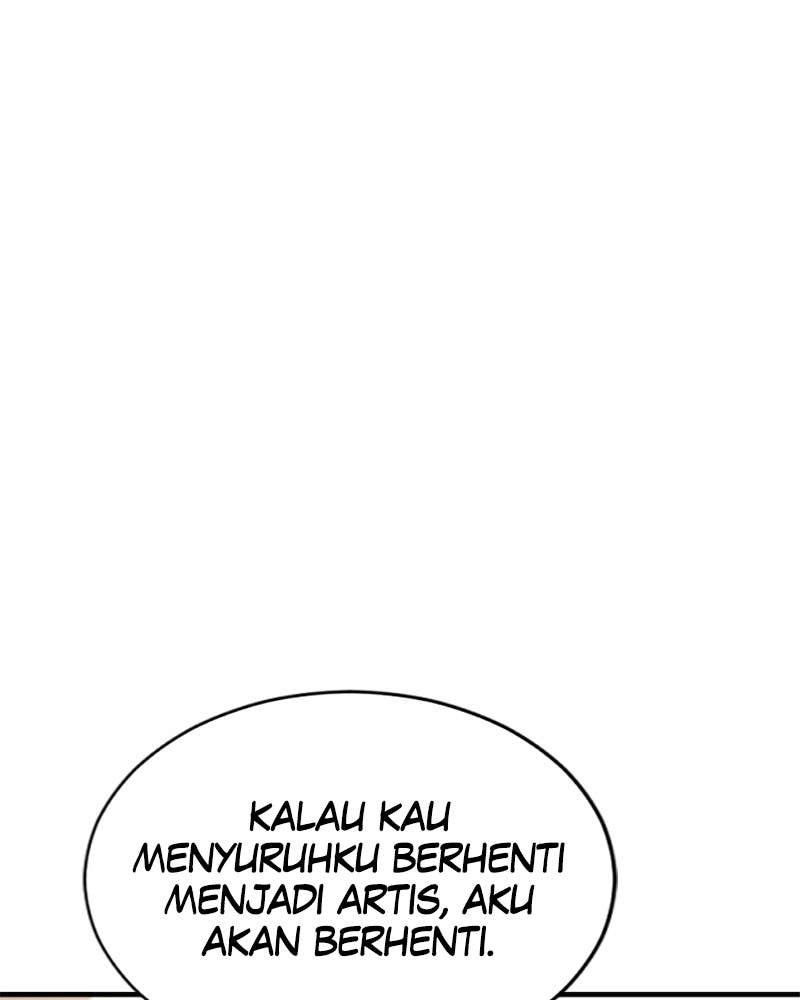 KALAU KAU
MENYURUHKU BERHENTI
MENJADI ARTIS, AKU
AKAN BERHENTI.